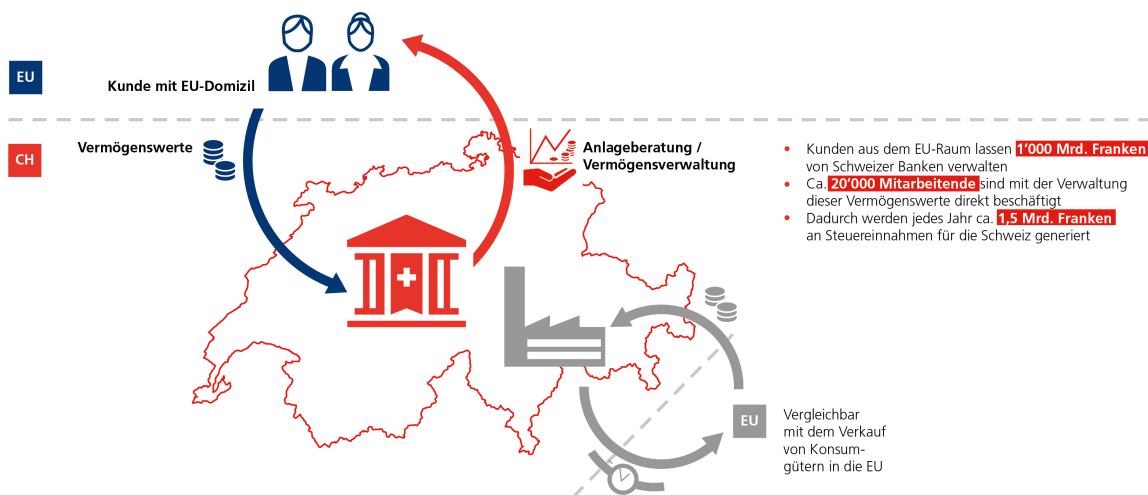 EU
Kunde mit EU-Domizil
CH
Vermögenswerte
Anlageberatung /
Vermögensverwaltung
• Kunden aus dem EU-Raum lassen 1’000 Mrd. Franken
von Schweizer Banken verwalten
• Ca. 20’000 Mitarbeitende sind mit der Verwaltung
dieser Vermögenswerte direkt beschäftigt
• Dadurch werden jedes Jahr ca. 1,5 Mrd. Franken
an Steuereinnahmen für die Schweiz generiert
EU
Vergleichbar
mit dem Verkauf
von Konsum-
gütern in die EU